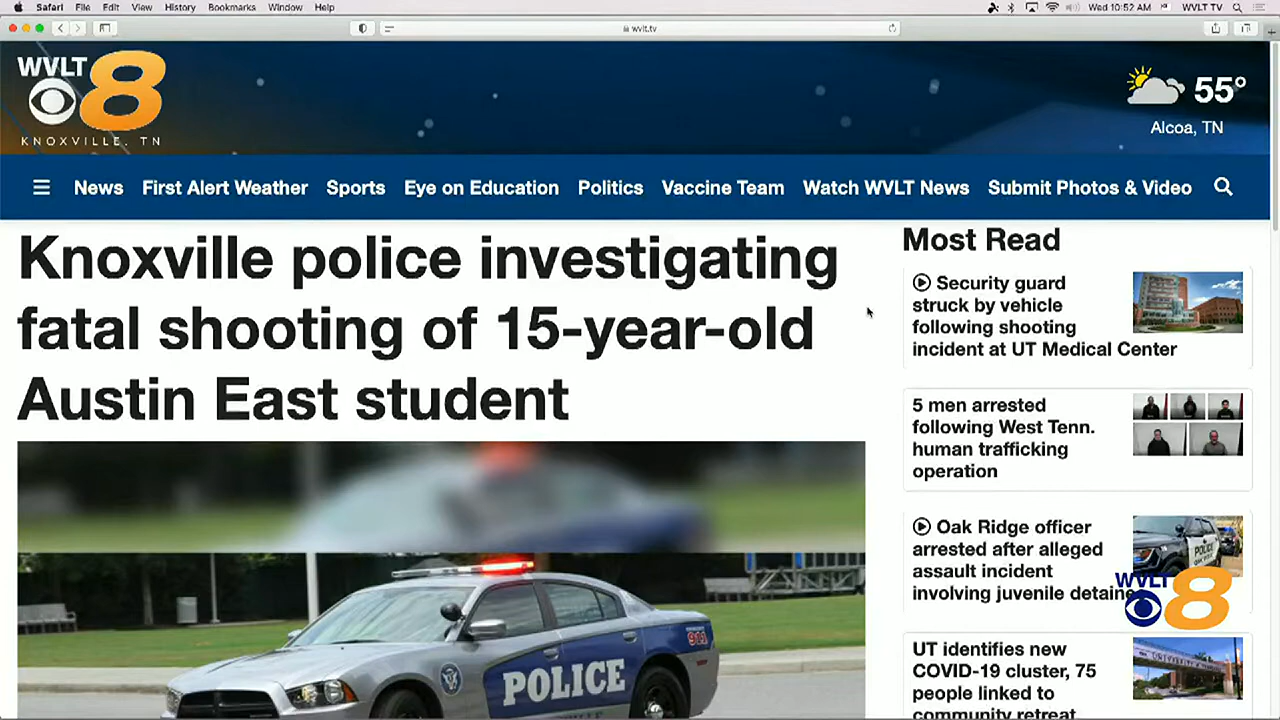 Safari File Edit View History Bookmarks Window Help Wed 10:52 AM WVLT TV
wvlt.tv
WVLT 8
KNOXVILLE, TN
55°
Alcoa, TN
News First Alert Weather Sports Eye on Education Politics Vaccine Team Watch WVLT News Submit Photos & Video
Knoxville police investigating
fatal shooting of 15-year-old
Austin East student
911
POLICE
Most Read
Security guard
struck by vehicle
following shooting
incident at UT Medical Center
5 men arrested
following West Tenn.
human trafficking
operation
Oak Ridge officer
arrested after alleged
assault incident
involving juvenile detaine
POLICE
WVLT 8
UT identifies new
COVID-19 cluster, 75
people linked to
community retreat